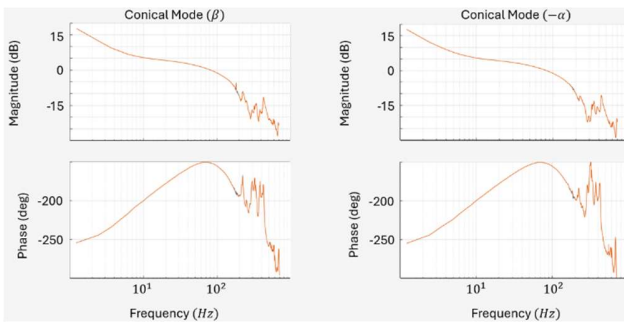 Conical Mode (β)
Magnitude (dB)
15
0
-15
Phase (deg)
-200
-250
10¹
10²
Frequency (Hz)
Conical Mode (−α)
Magnitude (dB)
15
0
-15
Phase (deg)
-200
-250
10¹
10²
Frequency (Hz)